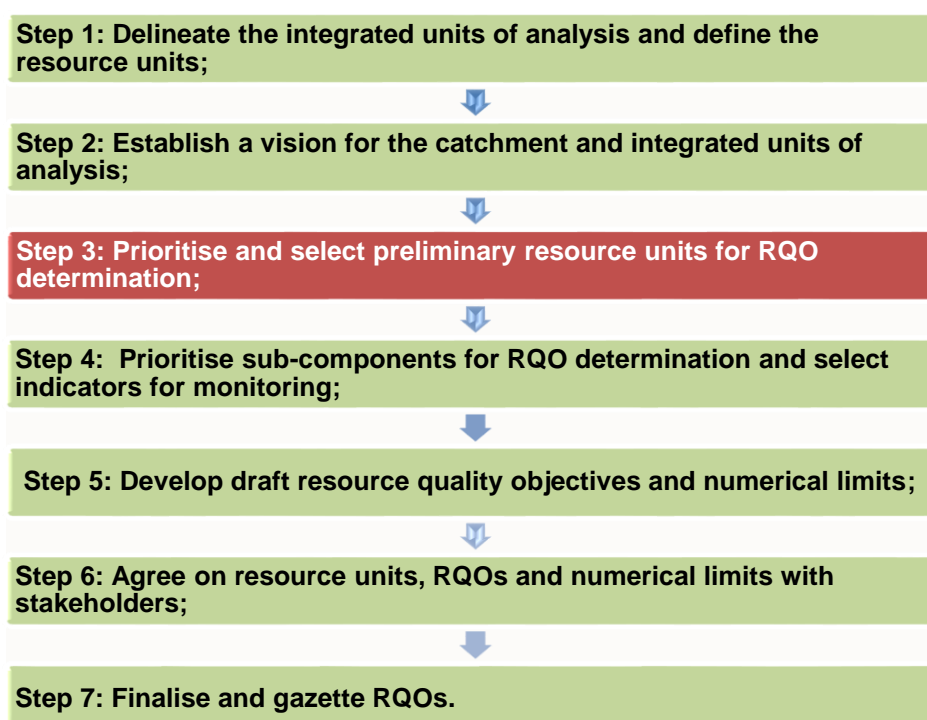 Step 1: Delineate the integrated units of analysis and define the
resource units;
Step 2: Establish a vision for the catchment and integrated units of
analysis;
Step 3: Prioritise and select preliminary resource units for RQO
determination;
Step 4:  Prioritise sub-components for RQO determination and select
indicators for monitoring;
Step 5: Develop draft resource quality objectives and numerical limits;
Step 6: Agree on resource units, RQOs and numerical limits with
stakeholders;
Step 7: Finalise and gazette RQOs.